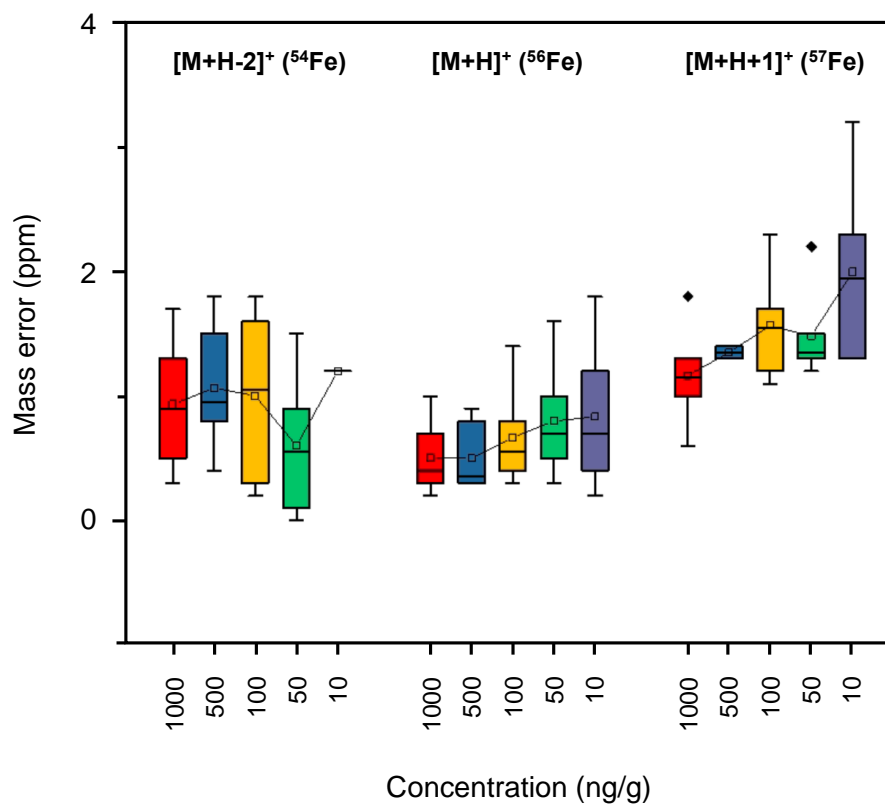 4
[M+H-2]⁺ (⁵⁴Fe) [M+H]⁺ (⁵⁶Fe) [M+H+1]⁺ (⁵⁷Fe)
2
0
Mass error (ppm)
1000 500 100 50 10 1000 500 100 50 10 1000 500 100 50 10
Concentration (ng/g)